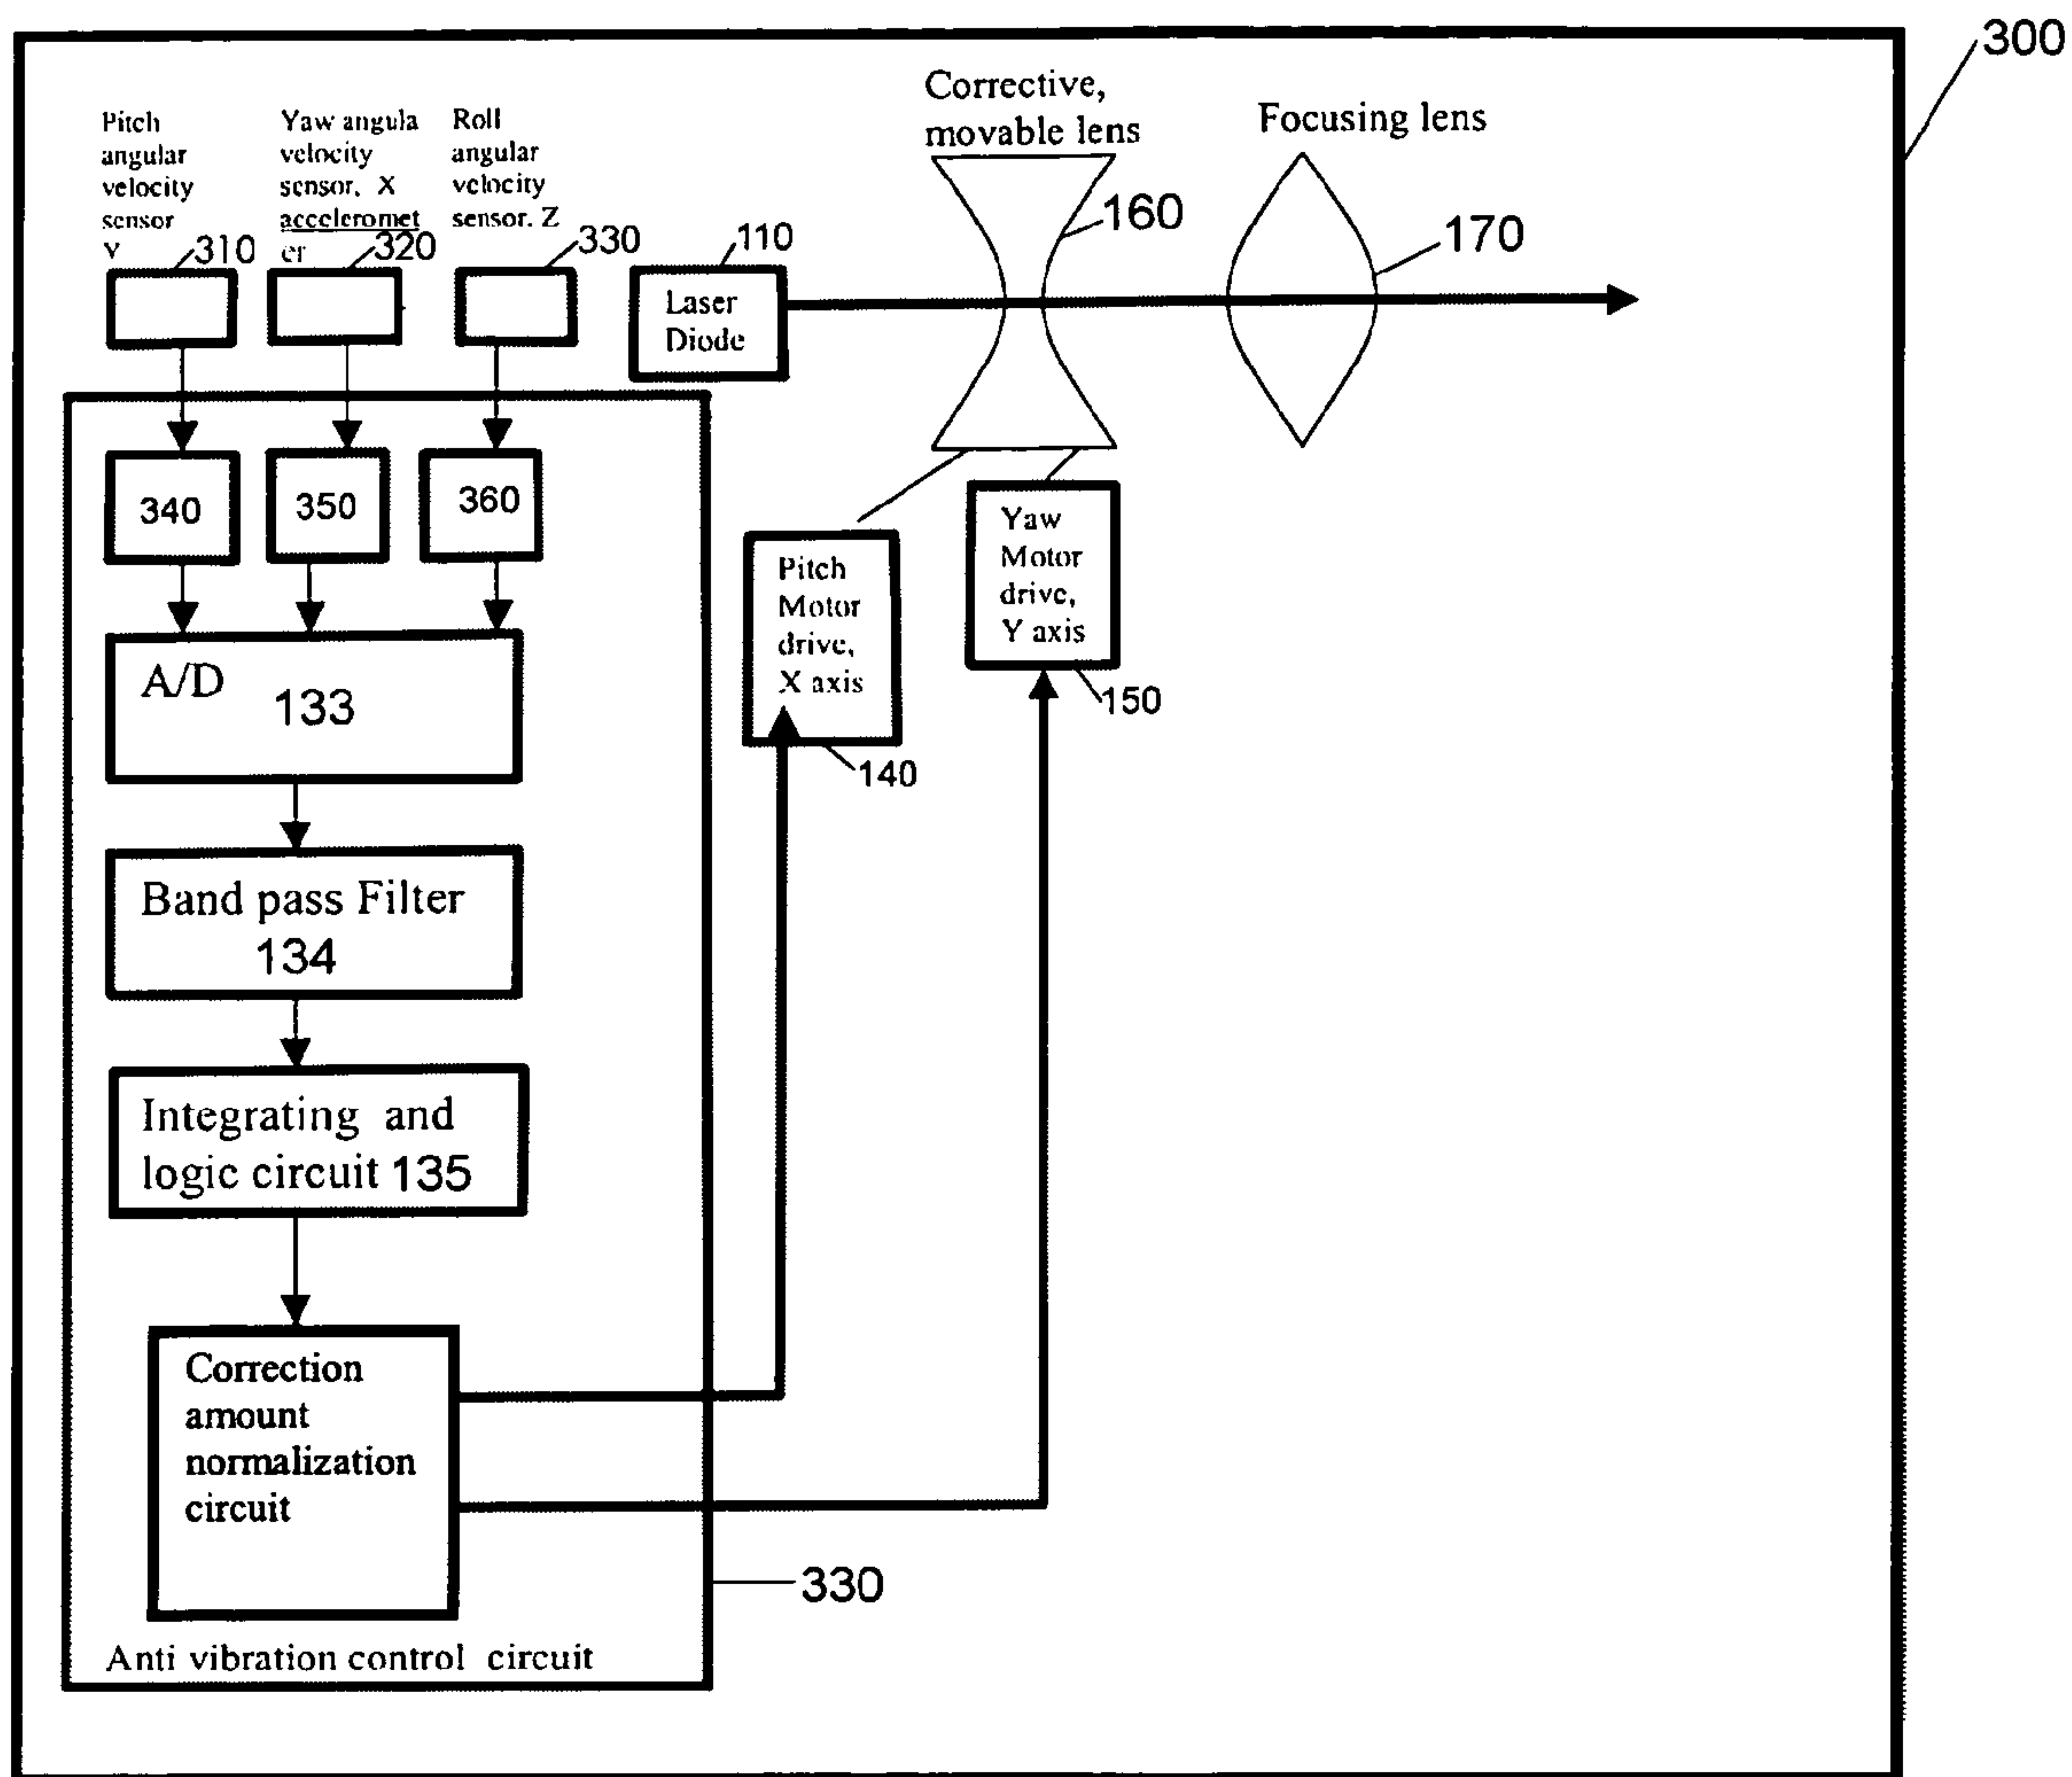 300
Corrective,
movable lens
Focusing lens
Pitch
angular
velocity
sensor
Y
Yaw angula
velocity
sensor, X
acceleromet
er
Roll
angular
velocity
sensor. Z
310
320
330
110
160
170
Laser
Diode
340
350
360
Pitch
Motor
drive,
X axis
Yaw
Motor
drive,
Y axis
150
140
A/D
133
Band pass Filter
134
Integrating and
logic circuit 135
Correction
amount
normalization
circuit
330
Anti vibration control circuit